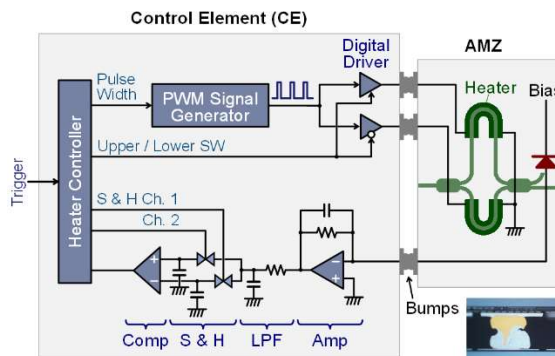 Control Element (CE)
AMZ
Digital
Driver
Pulse
Width
PWM Signal
Generator
Heater
Bias
Upper / Lower SW
Trigger
Heater Controller
S & H Ch. 1
Ch. 2
Bumps
Comp
S & H
LPF
Amp